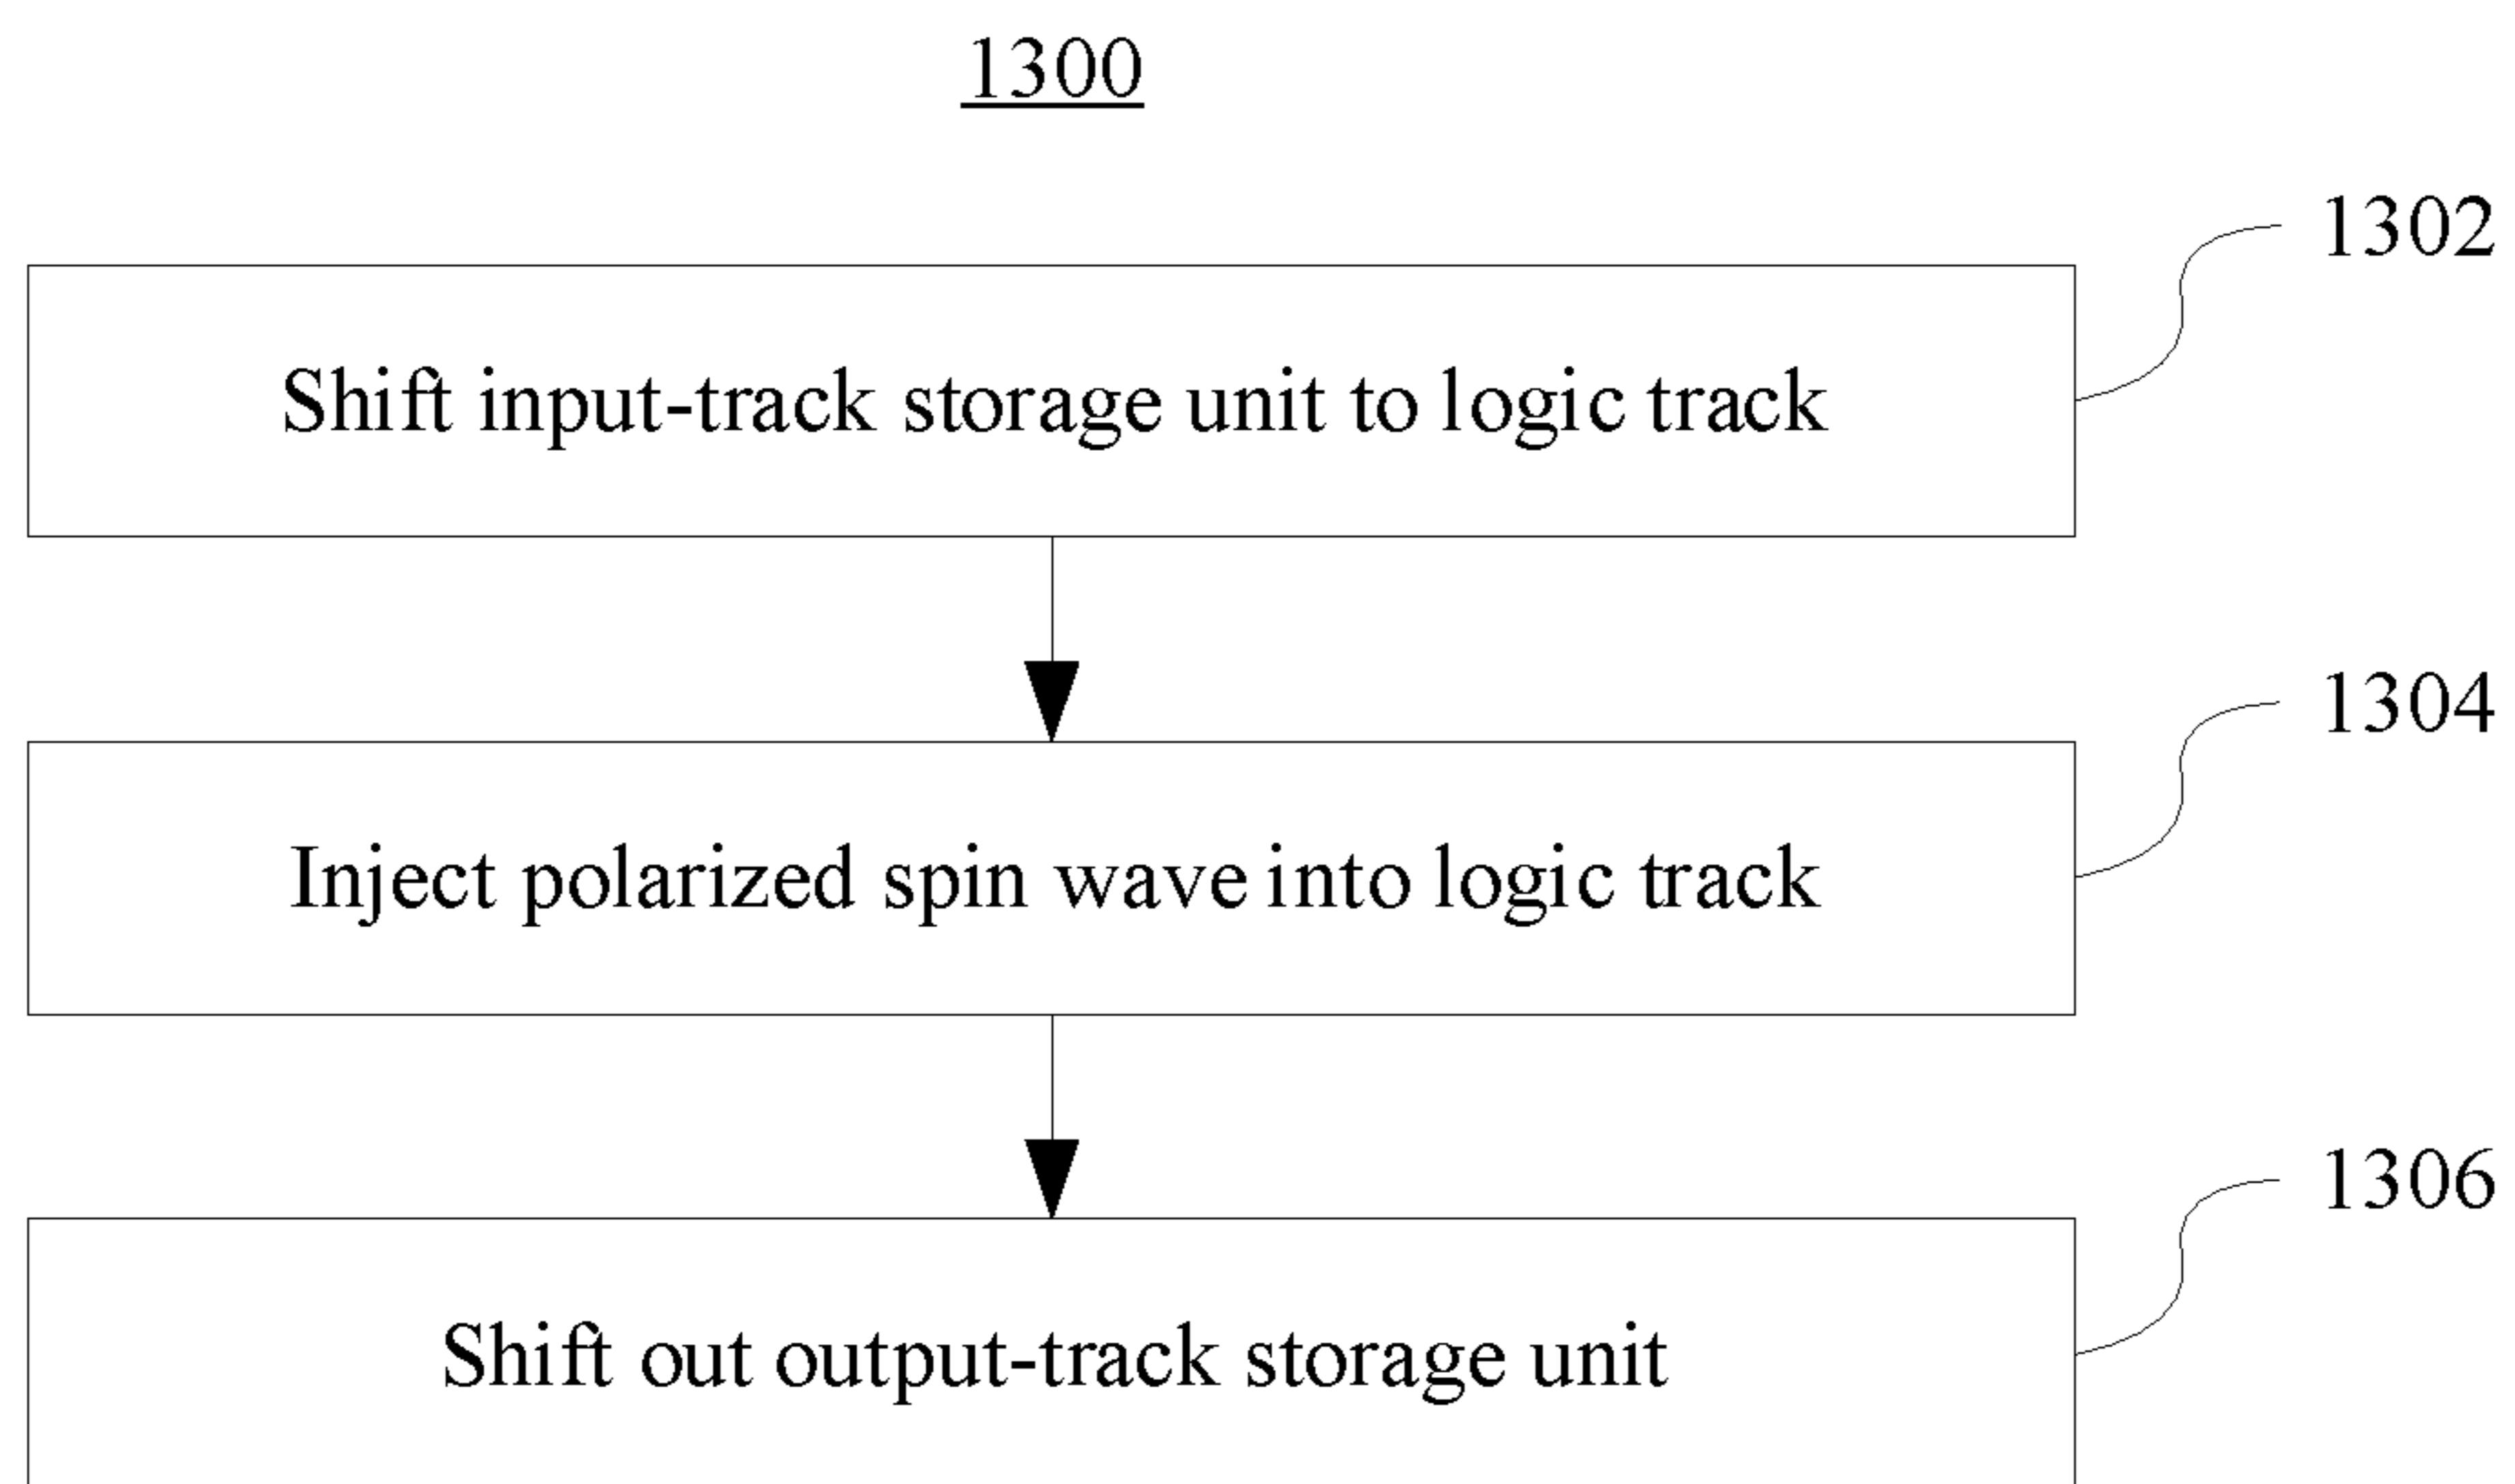 1300
1302
Shift input-track storage unit to logic track
1304
Inject polarized spin wave into logic track
1306
Shift out output-track storage unit